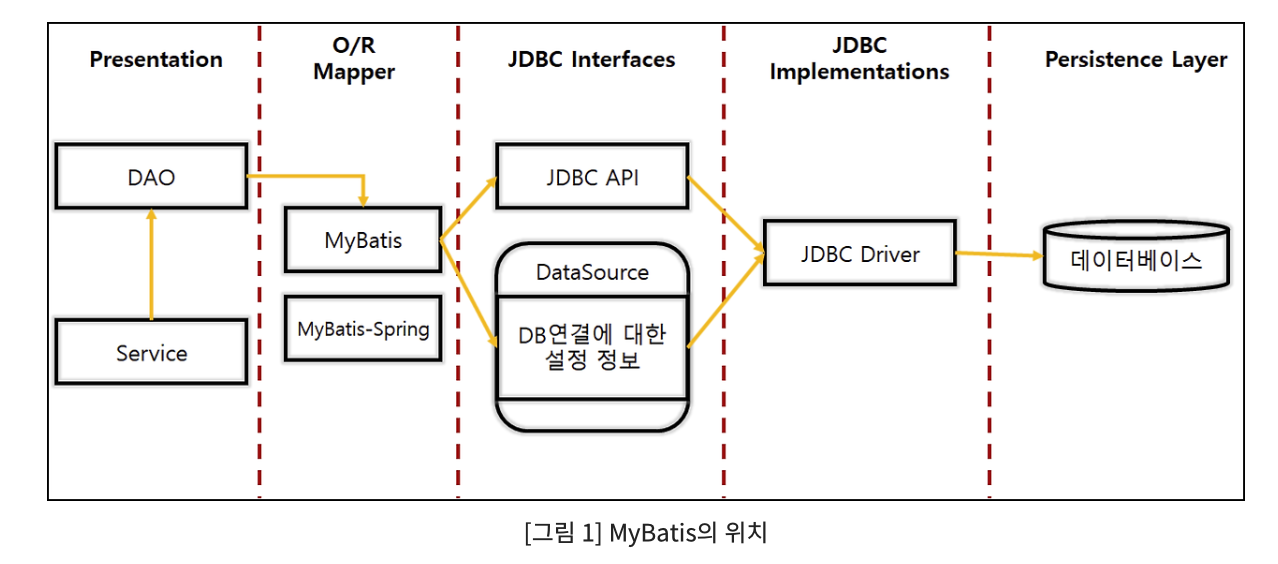 Presentation
O/R
Mapper
JDBC Interfaces
JDBC
Implementations
Persistence Layer
DAO
Service
MyBatis
MyBatis-Spring
JDBC API
DataSource
DB연결에 대한
설정 정보
JDBC Driver
데이터베이스
[그림 1] MyBatis의 위치